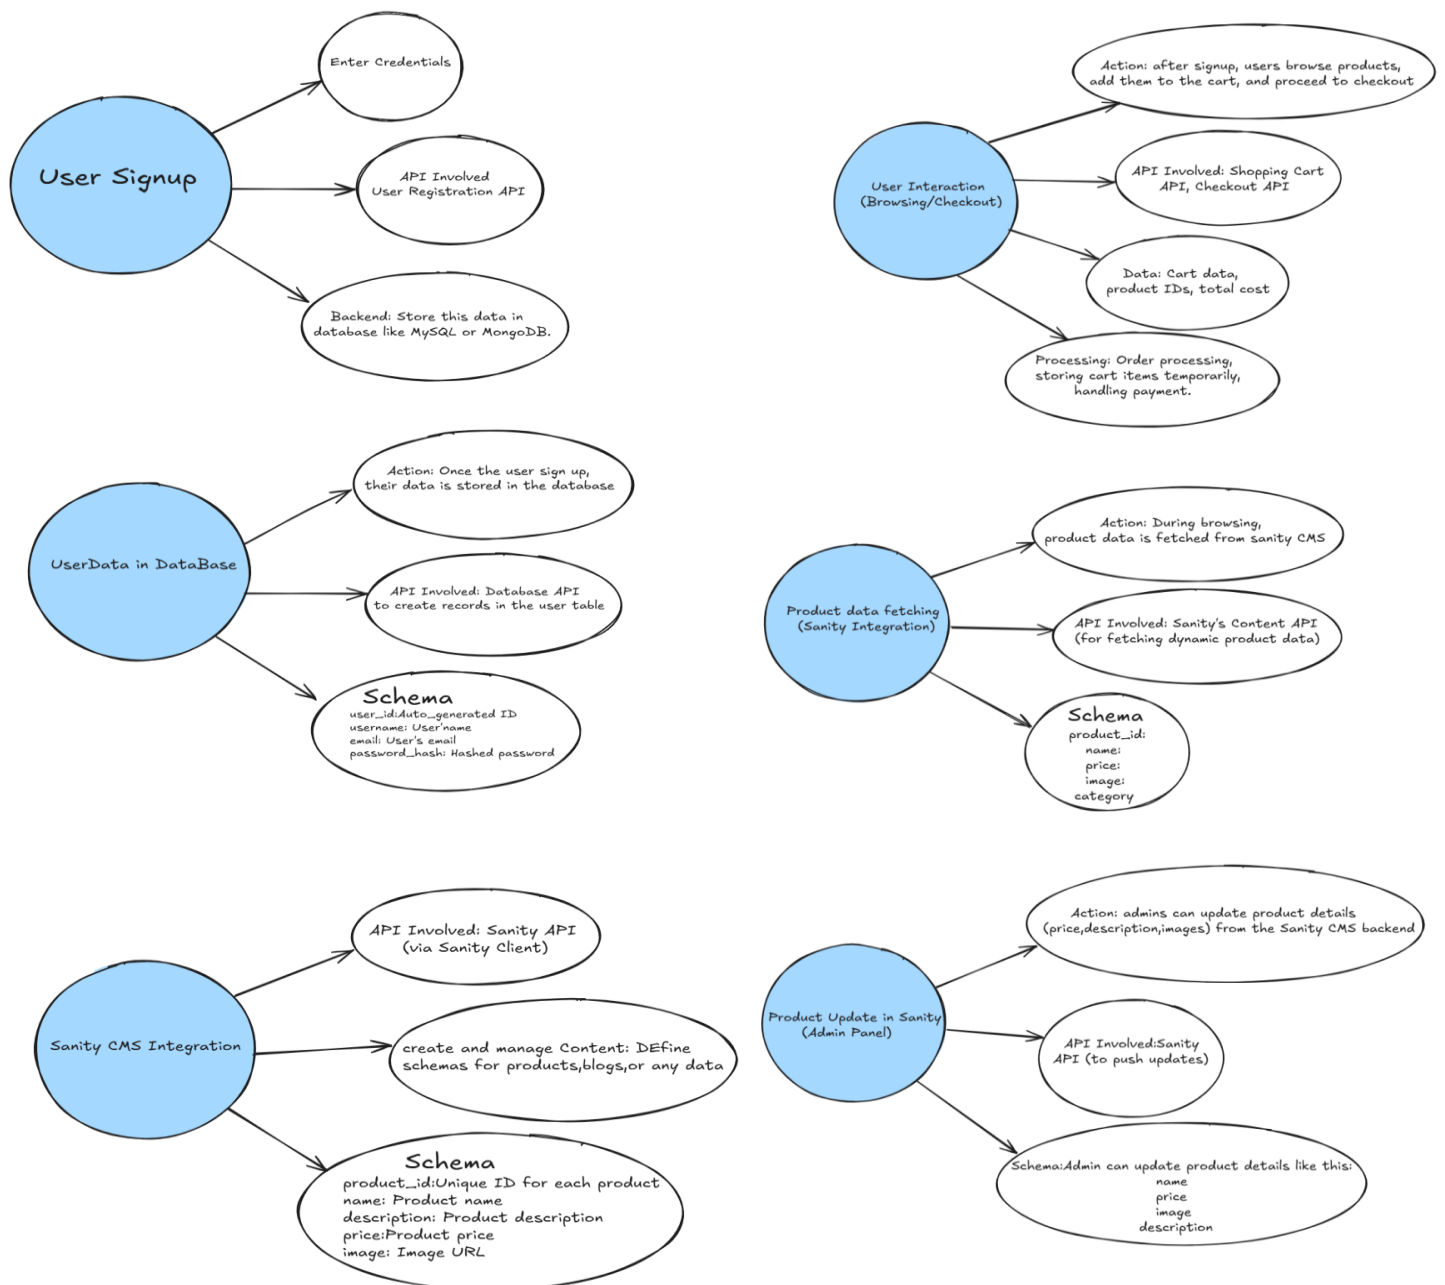 User Signup
Enter Credentials
API Involved
User Registration API
Backend: Store this data in
database like MySQL or MongoDB.
User Interaction
(Browsing/Checkout)
Action: after signup, users browse products,
add them to the cart, and proceed to checkout
API Involved: Shopping Cart
API, Checkout API
Data: Cart data,
product IDs, total cost
Processing: Order processing,
storing cart items temporarily,
handling payment.
UserData in DataBase
Action: Once the user sign up,
their data is stored in the database
API Involved: Database API
to create records in the user table
Schema
user_id:Auto_generated ID
username: User'name
email: User's email
password_hash: Hashed password
Product data fetching
(Sanity Integration)
Action: During browsing,
product data is fetched from sanity CMS
API Involved: Sanity's Content API
(for fetching dynamic product data)
Schema
product_id:
name:
price:
image:
category
Sanity CMS Integration
API Involved: Sanity API
(via Sanity Client)
create and manage Content: DEfine
schemas for products,blogs,or any data
Schema
product_id:Unique ID for each product
name: Product name
description: Product description
price:Product price
image: Image URL
Product Update in Sanity
(Admin Panel)
Action: admins can update product details
(price,description,images) from the Sanity CMS backend
API Involved:Sanity
API (to push updates)
Schema:Admin can update product details like this:
name
price
image
description